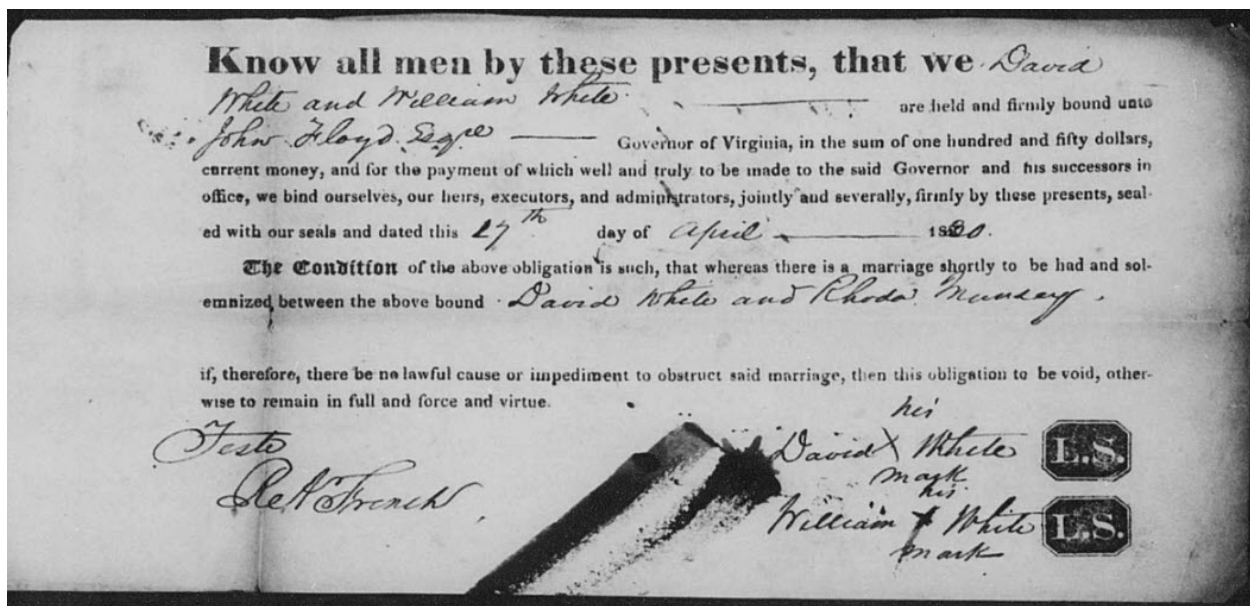 Know all men by these presents, that we David
White and William White are held and firmly bound unto
John Floyd Esqre Governor of Virginia, in the sum of one hundred and fifty dollars,
current money, and for the payment of which well and truly to be made to the said Governor and his successors in
office, we bind ourselves, our heirs, executors, and administrators, jointly and severally, firmly by these presents, seal-
ed with our seals and dated this 27th day of April 1830.
The Condition of the above obligation is such, that whereas there is a marriage shortly to be had and sol-
emnized between the above bound David White and Rhoda Munsey.
if, therefore, there be no lawful cause or impediment to obstruct said marriage, then this obligation to be void, other-
wise to remain in full and force and virtue.
his
Teste David X White L.S.
mark
French his
William X White L.S.
mark